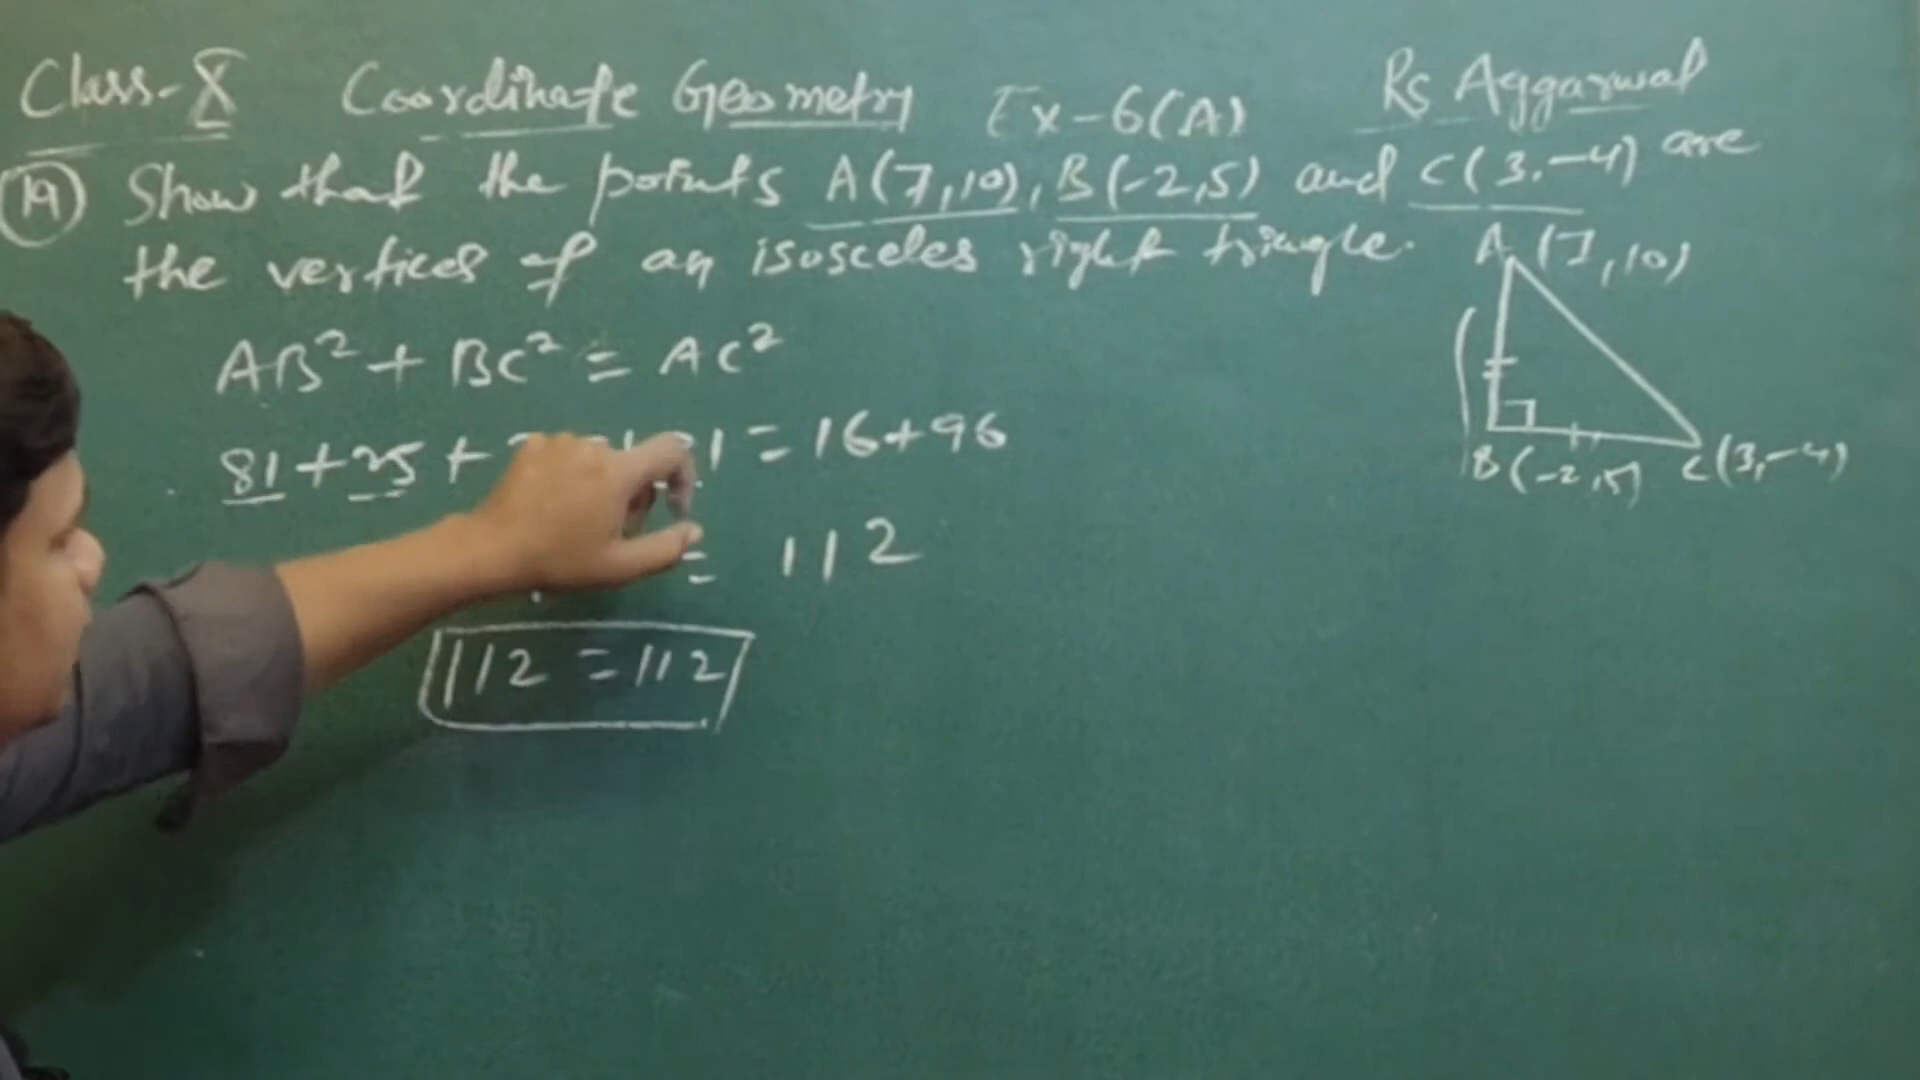 Class-X Coordinate Geometry Ex-6(A) RS Aggarwal
19 Show that the points A(7,10), B(-2,5) and C(3,-4) are
the vertices of an isosceles right triangle.
A (7,10)
AB² + BC² = AC²
81 + 25 + = 16 + 96
B(-2,5) C(3,-4)
= 112
112 = 112